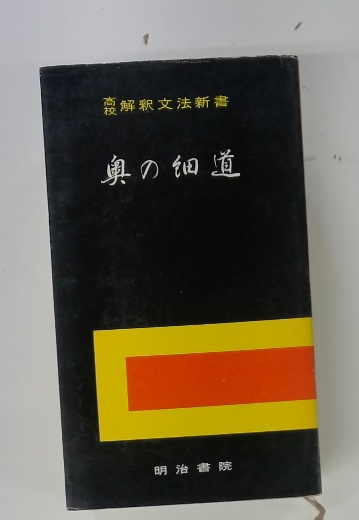 高校解釈文法新書
奥の細道
明治書院